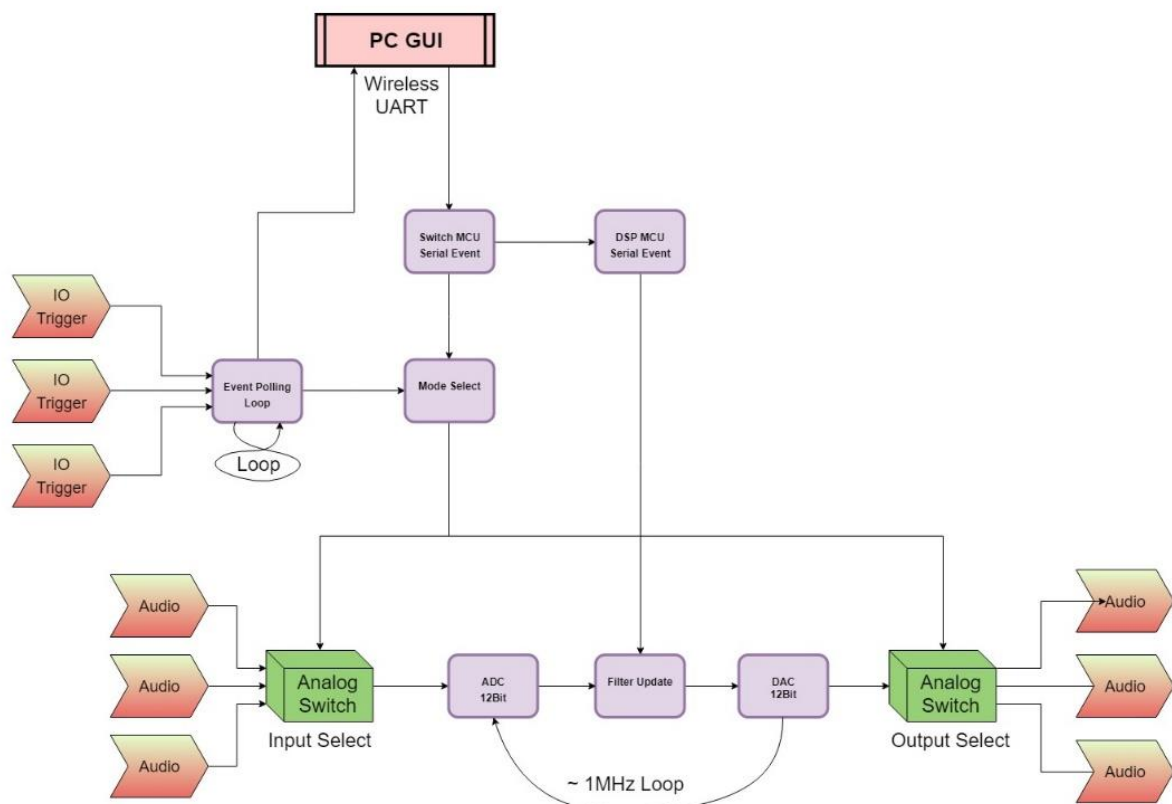 PC GUI
Wireless
UART
Switch MCU
Serial Event
DSP MCU
Serial Event
IO
Trigger
IO
Trigger
IO
Trigger
Event Polling
Loop
Mode Select
Loop
Audio
Audio
Audio
Analog
Switch
Input Select
ADC
12Bit
Filter Update
DAC
12Bit
~ 1MHz Loop
Analog
Switch
Output Select
Audio
Audio
Audio